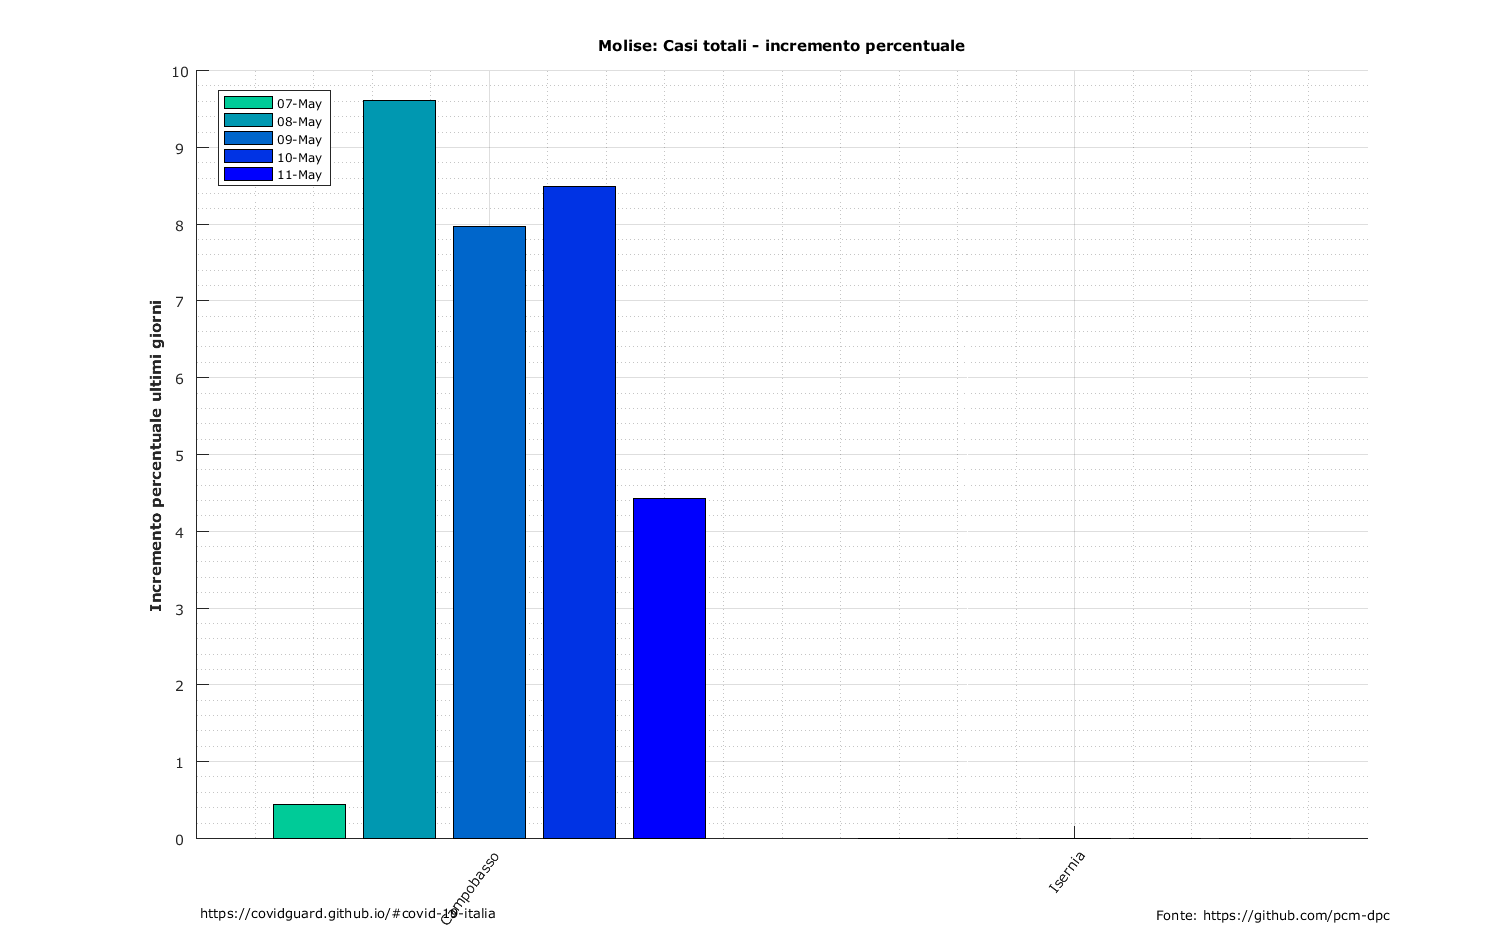 Molise: Casi totali - incremento percentuale
10
9
8
7
6
5
4
3
2
1
0
07-May
08-May
09-May
10-May
11-May
Incremento percentuale ultimi giorni
Campobasso
Isernia
https://covidguard.github.io/#covid-19-italia
Fonte: https://github.com/pcm-dpc